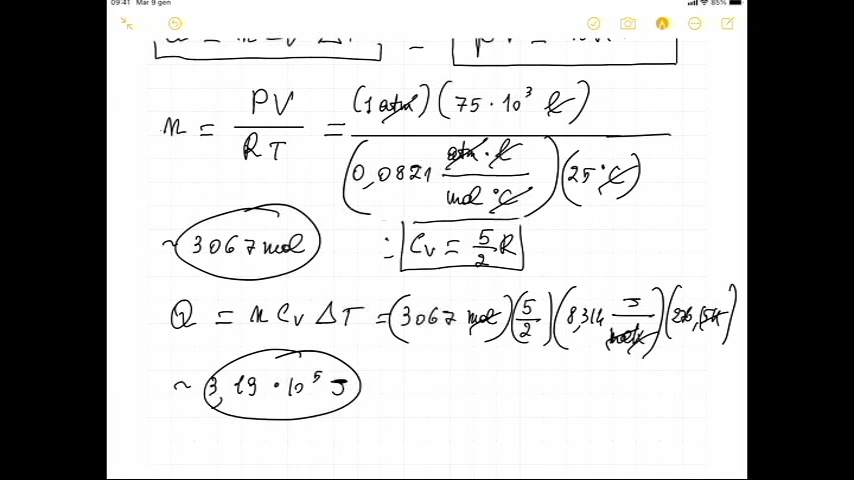 09:41 Mar 9 gen 85%
n = PV / RT = (1 atm)(75 · 10³ ℓ) / (0,0821 atm·ℓ / mol °C)(25 °C)
~ 3067 mol : Cv = 5/2 R
Q = n Cv ΔT = (3067 mol)(5/2)(8,314 J / mol K)
~ 3,19 · 10⁵ J